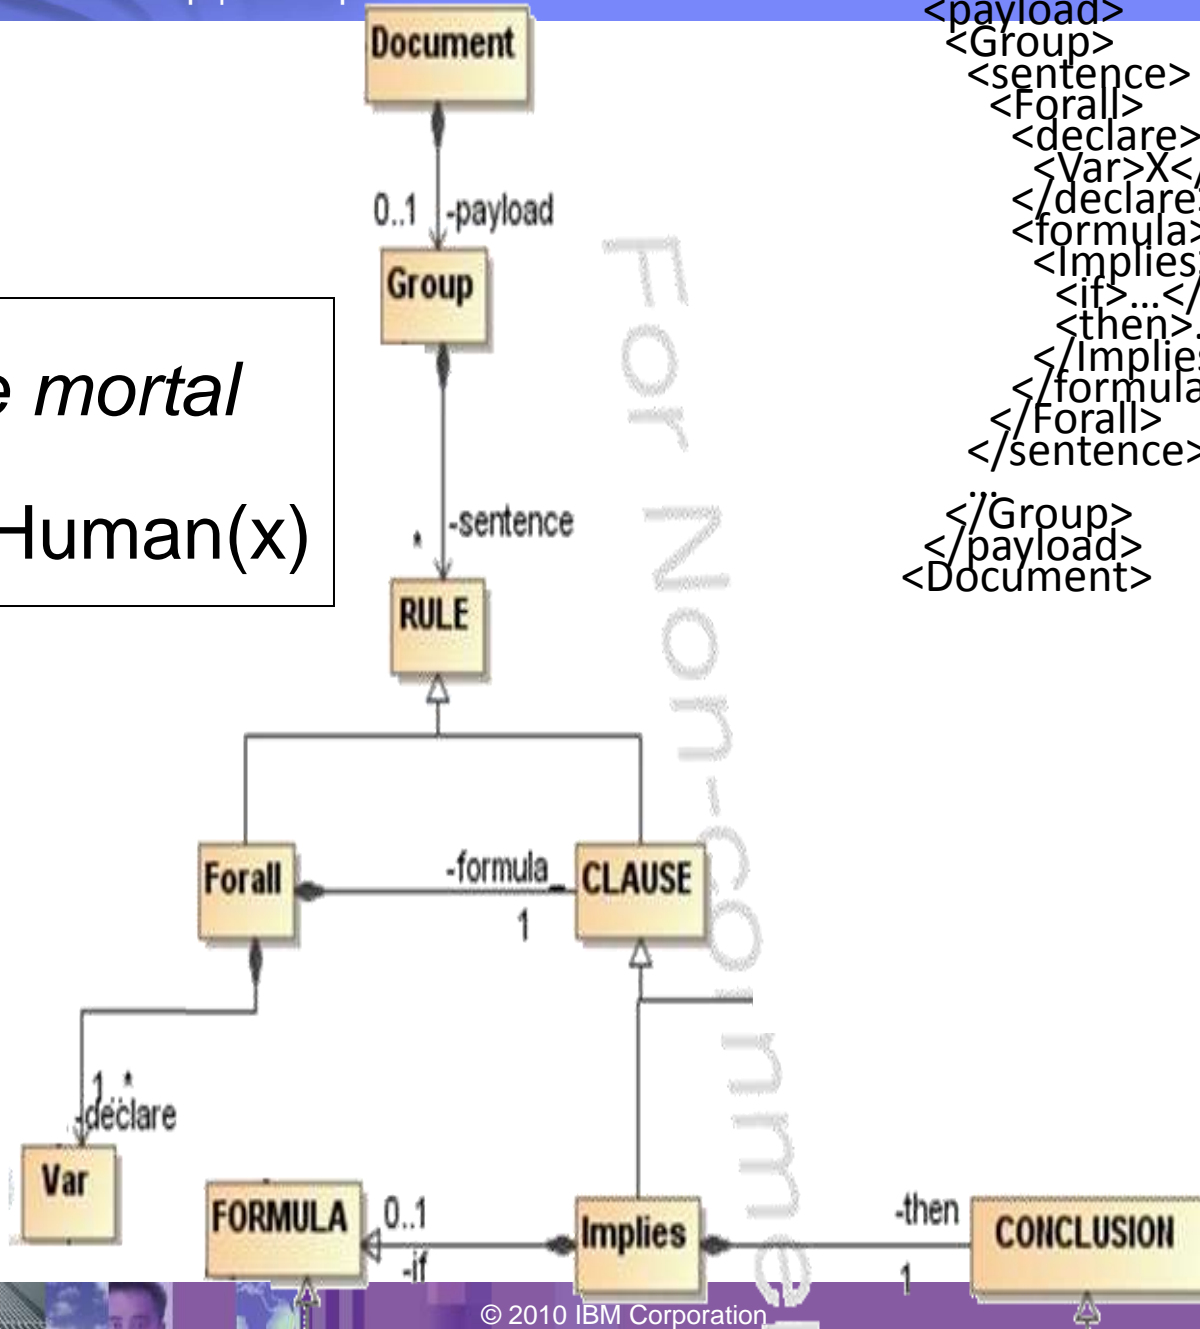 Document
0..1 -payload
Group
mortal
Human(x)
-sentence
*
RULE
Forall
-formula
1
CLAUSE
1..*
-declare
Var
FORMULA
0..1
-if
Implies
-then
1
CONCLUSION
<payload>
<Group>
<sentence>
<Forall>
<declare>
<Var>X</
</declare>
<formula>
<Implies>
<if>...</
<then>.
</Implies
</formula
</Forall>
</sentence>
...
</Group>
</payload>
<Document>
For Non-co
© 2010 IBM Corporation